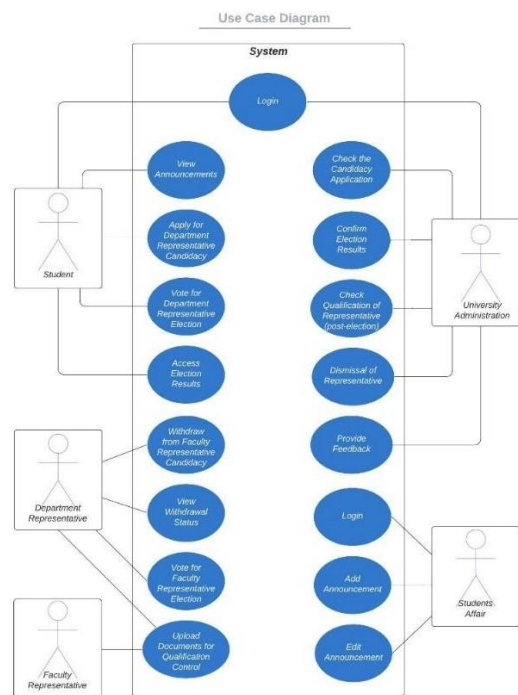 Use Case Diagram
System
Login
View
Announcements
Check the
Candidacy
Application
Apply for
Department
Representative
Candidacy
Confirm
Election
Results
Student
University
Administration
Vote for
Department
Representative
Election
Check
Qualification of
Representative
(post-election)
Access
Election
Results
Dismissal of
Representative
Withdraw
from Faculty
Representative
Candidacy
Provide
Feedback
Department
Representative
View
Withdrawal
Status
Login
Vote for
Faculty
Representative
Election
Add
Announcement
Students
Affair
Upload
Documents for
Qualification
Control
Edit
Announcement
Faculty
Representative